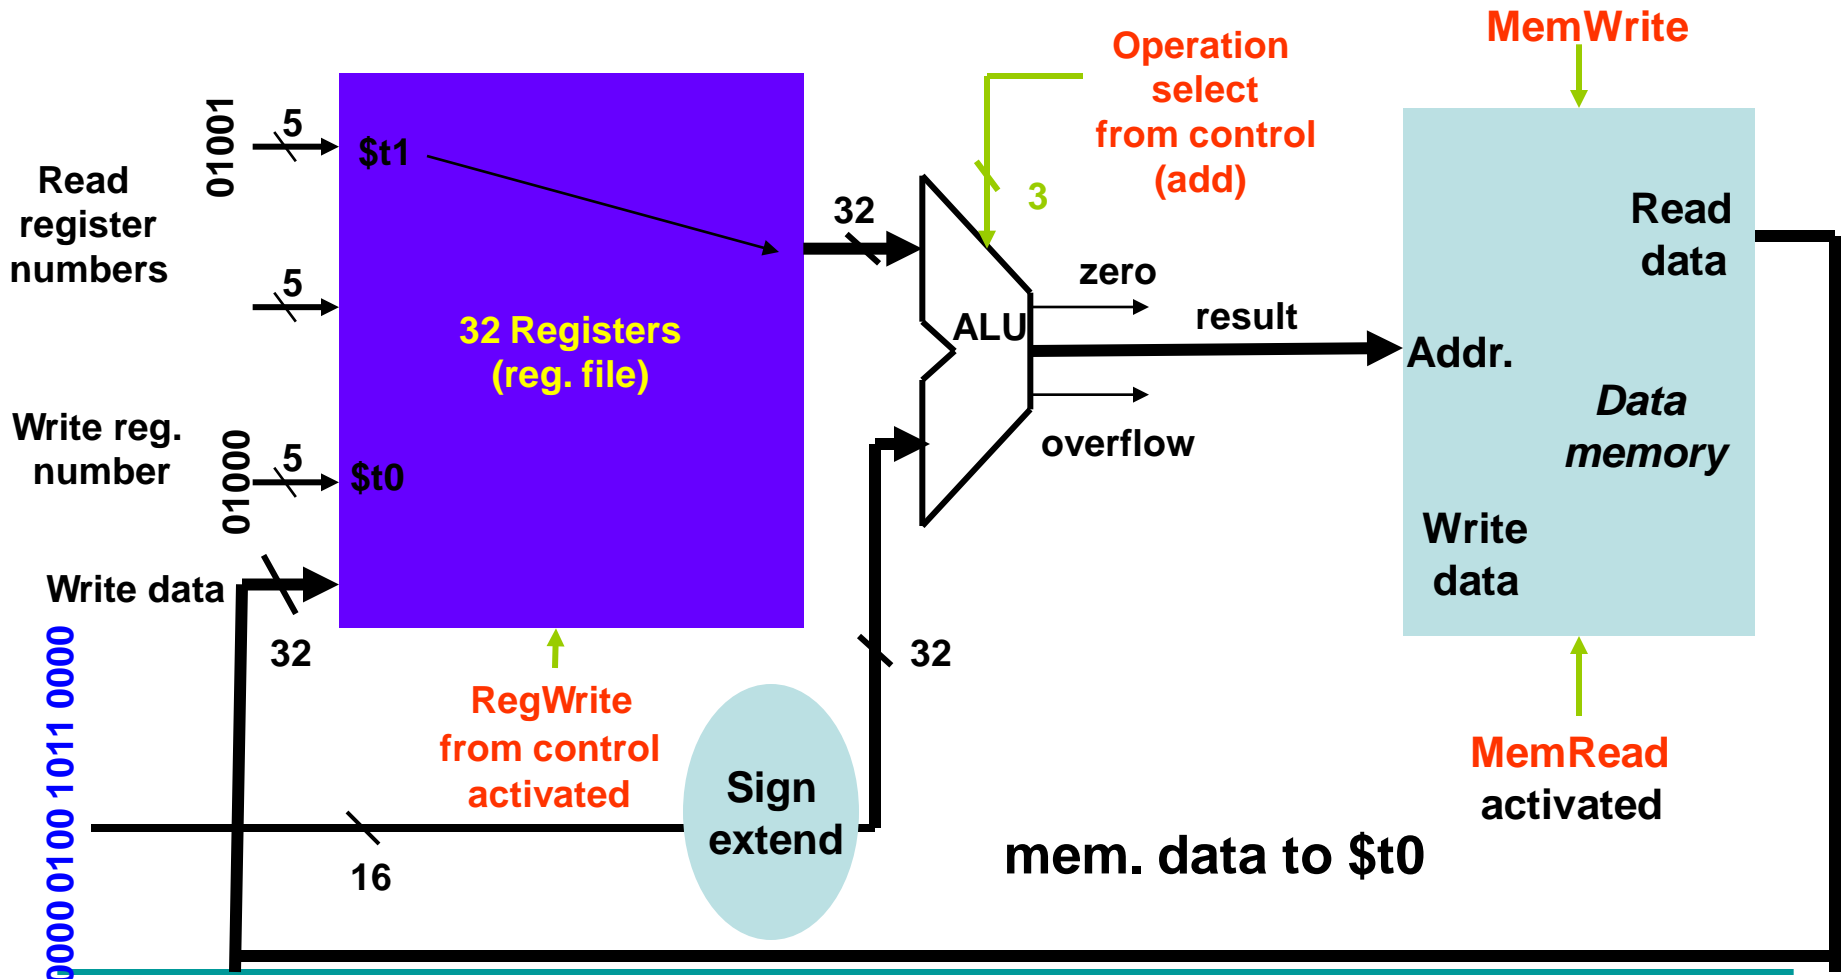 MemWrite
Operation
select
from control
(add)
3
01001
5
$t1
Read
register
numbers
5
32
32 Registers
(reg. file)
ALU
zero
result
overflow
Addr.
Read
data
Data
memory
Write
data
Write reg.
number
01000
5
$t0
Write data
32
RegWrite
from control
activated
32
MemRead
activated
0000 0100 1011 0000
16
Sign
extend
mem. data to $t0